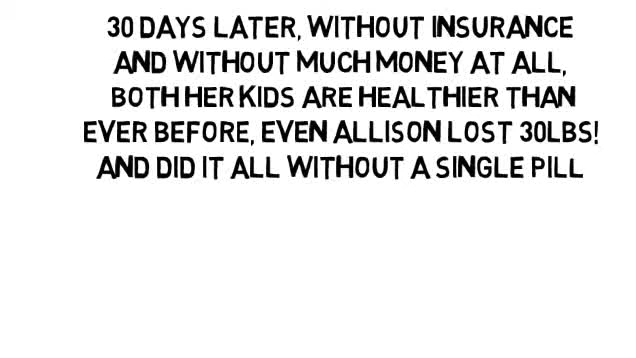 30 DAYS LATER, WITHOUT INSURANCE
AND WITHOUT MUCH MONEY AT ALL,
BOTH HER KIDS ARE HEALTHIER THAN
EVER BEFORE, EVEN ALLISON LOST 30LBS!
AND DID IT ALL WITHOUT A SINGLE PILL